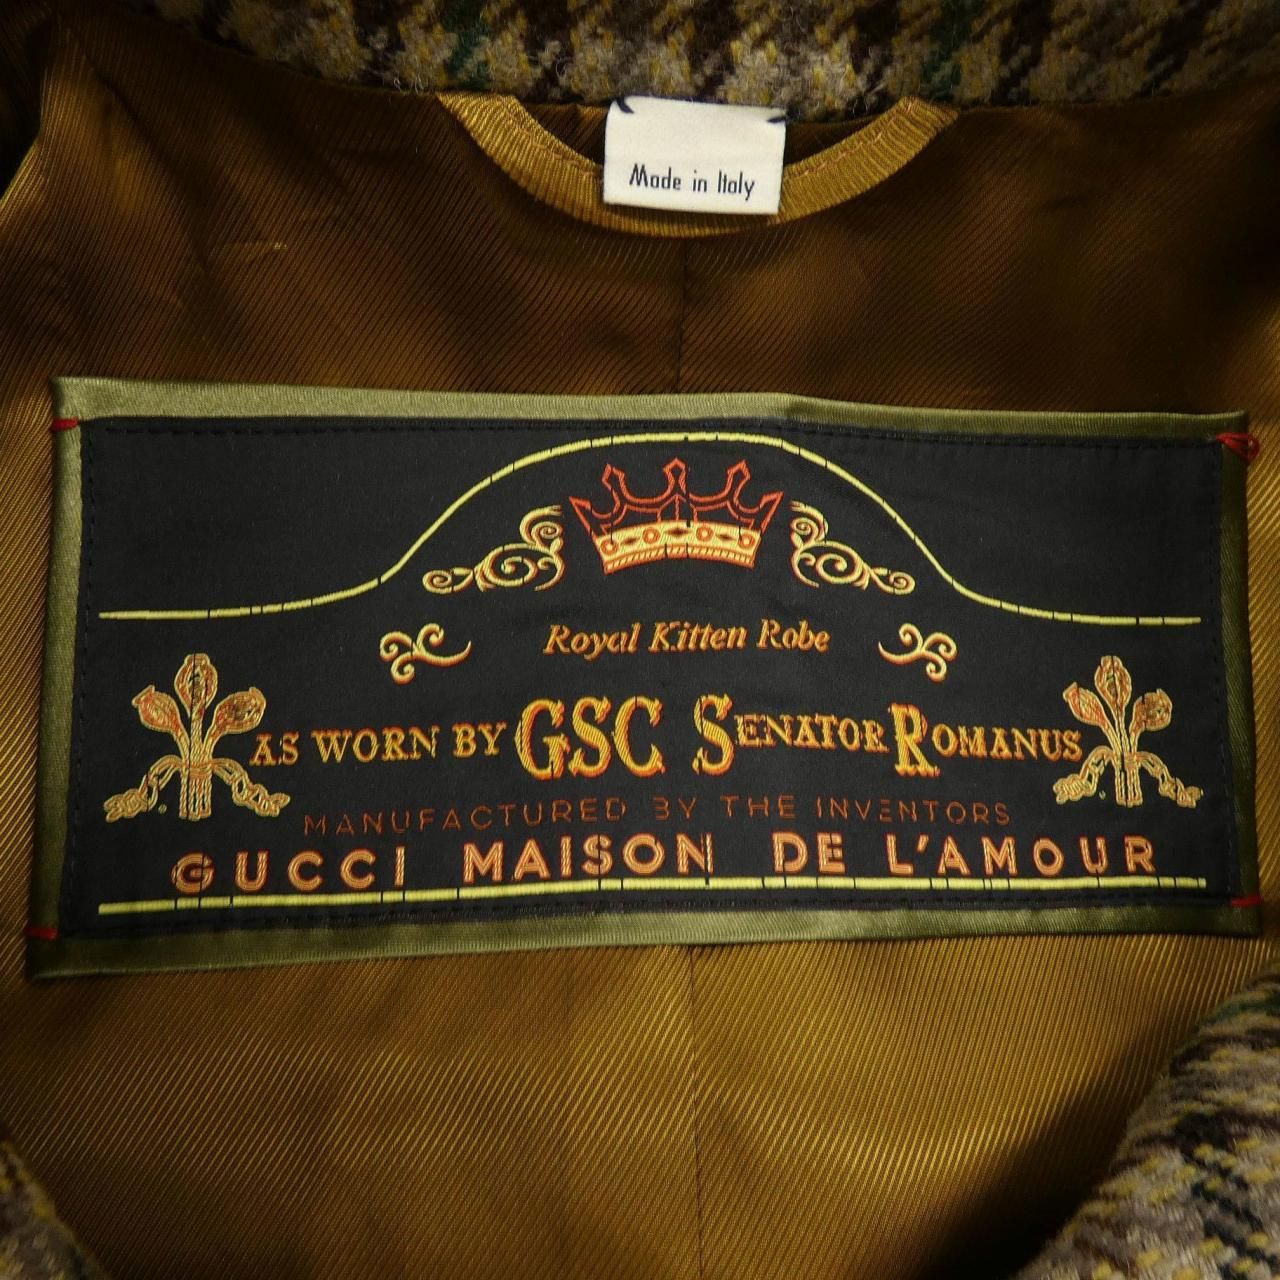 Made in Italy
Royal Kitten Robe
AS WORN BY GSC SENATOR ROMANUS
MANUFACTURED BY THE INVENTORS
GUCCI MAISON DE L'AMOUR